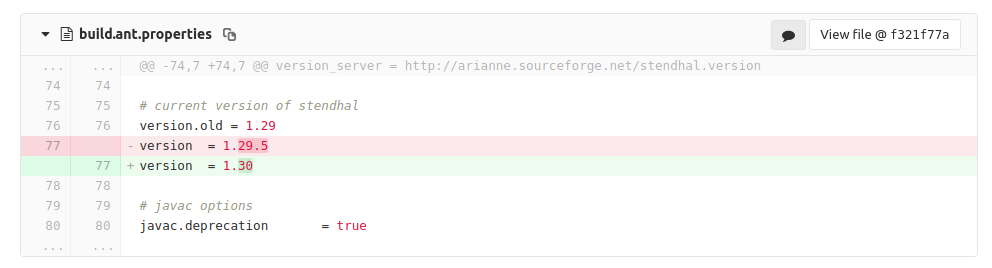 build.ant.properties View file @ f321f77a
... ... @@ -74,7 +74,7 @@ version_server = http://arianne.sourceforge.net/stendhal.version
74 74
75 75 # current version of stendhal
76 76 version.old = 1.29
77 - version  = 1.29.5
77 + version  = 1.30
78 78
79 79 # javac options
80 80 javac.deprecation       = true
... ...